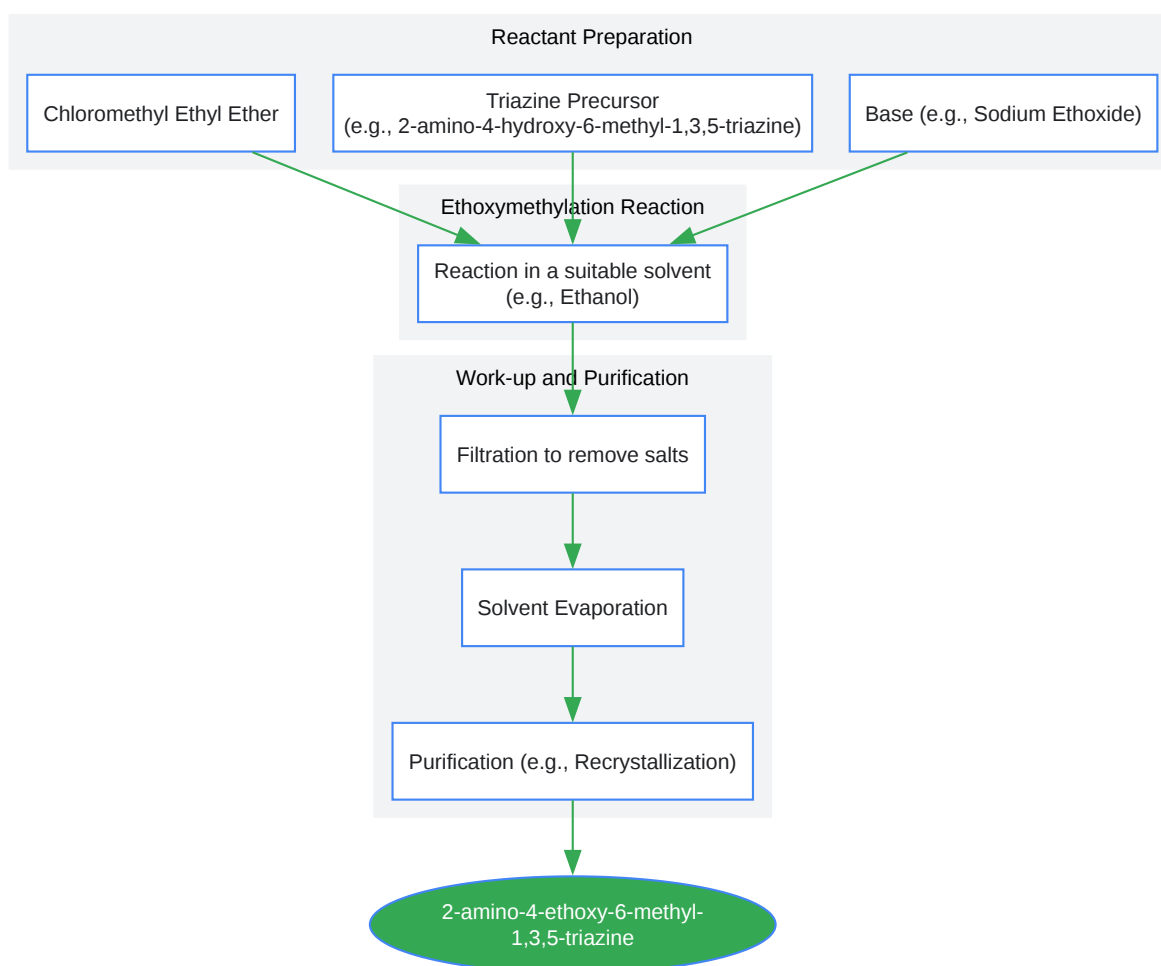 Reactant Preparation
Chloromethyl Ethyl Ether
Triazine Precursor
(e.g., 2-amino-4-hydroxy-6-methyl-1,3,5-triazine)
Base (e.g., Sodium Ethoxide)
Ethoxymethylation Reaction
Reaction in a suitable solvent
(e.g., Ethanol)
Work-up and Purification
Filtration to remove salts
Solvent Evaporation
Purification (e.g., Recrystallization)
2-amino-4-ethoxy-6-methyl-
1,3,5-triazine